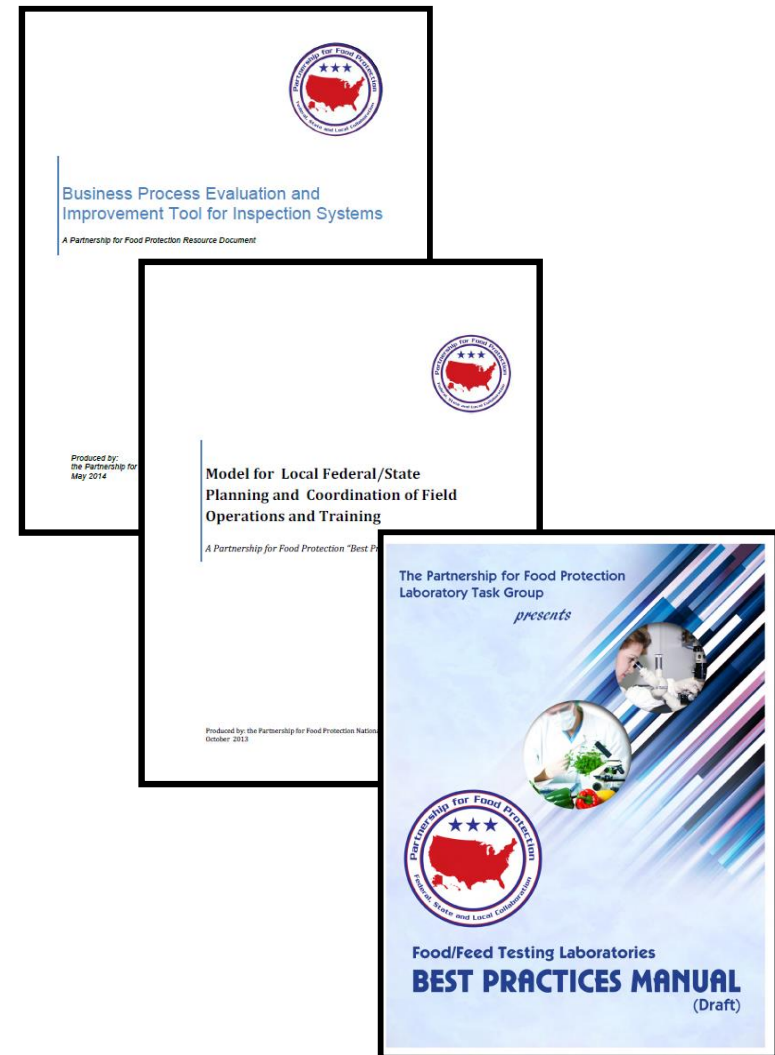 Partnership for Food Protection
Federal, State and Local Collaboration
Business Process Evaluation and
Improvement Tool for Inspection Systems
A Partnership for Food Protection Resource Document
Produced by:
the Partnership for
May 2014
Partnership for Food Protection
Federal, State and Local Collaboration
Model for Local Federal/State
Planning and Coordination of Field
Operations and Training
A Partnership for Food Protection "Best
Produced by: the Partnership for Food Protection
October 2013
The Partnership for Food Protection
Laboratory Task Group
presents
Partnership for Food Protection
Federal, State and Local Collaboration
Food/Feed Testing Laboratories
BEST PRACTICES MANUAL
(Draft)